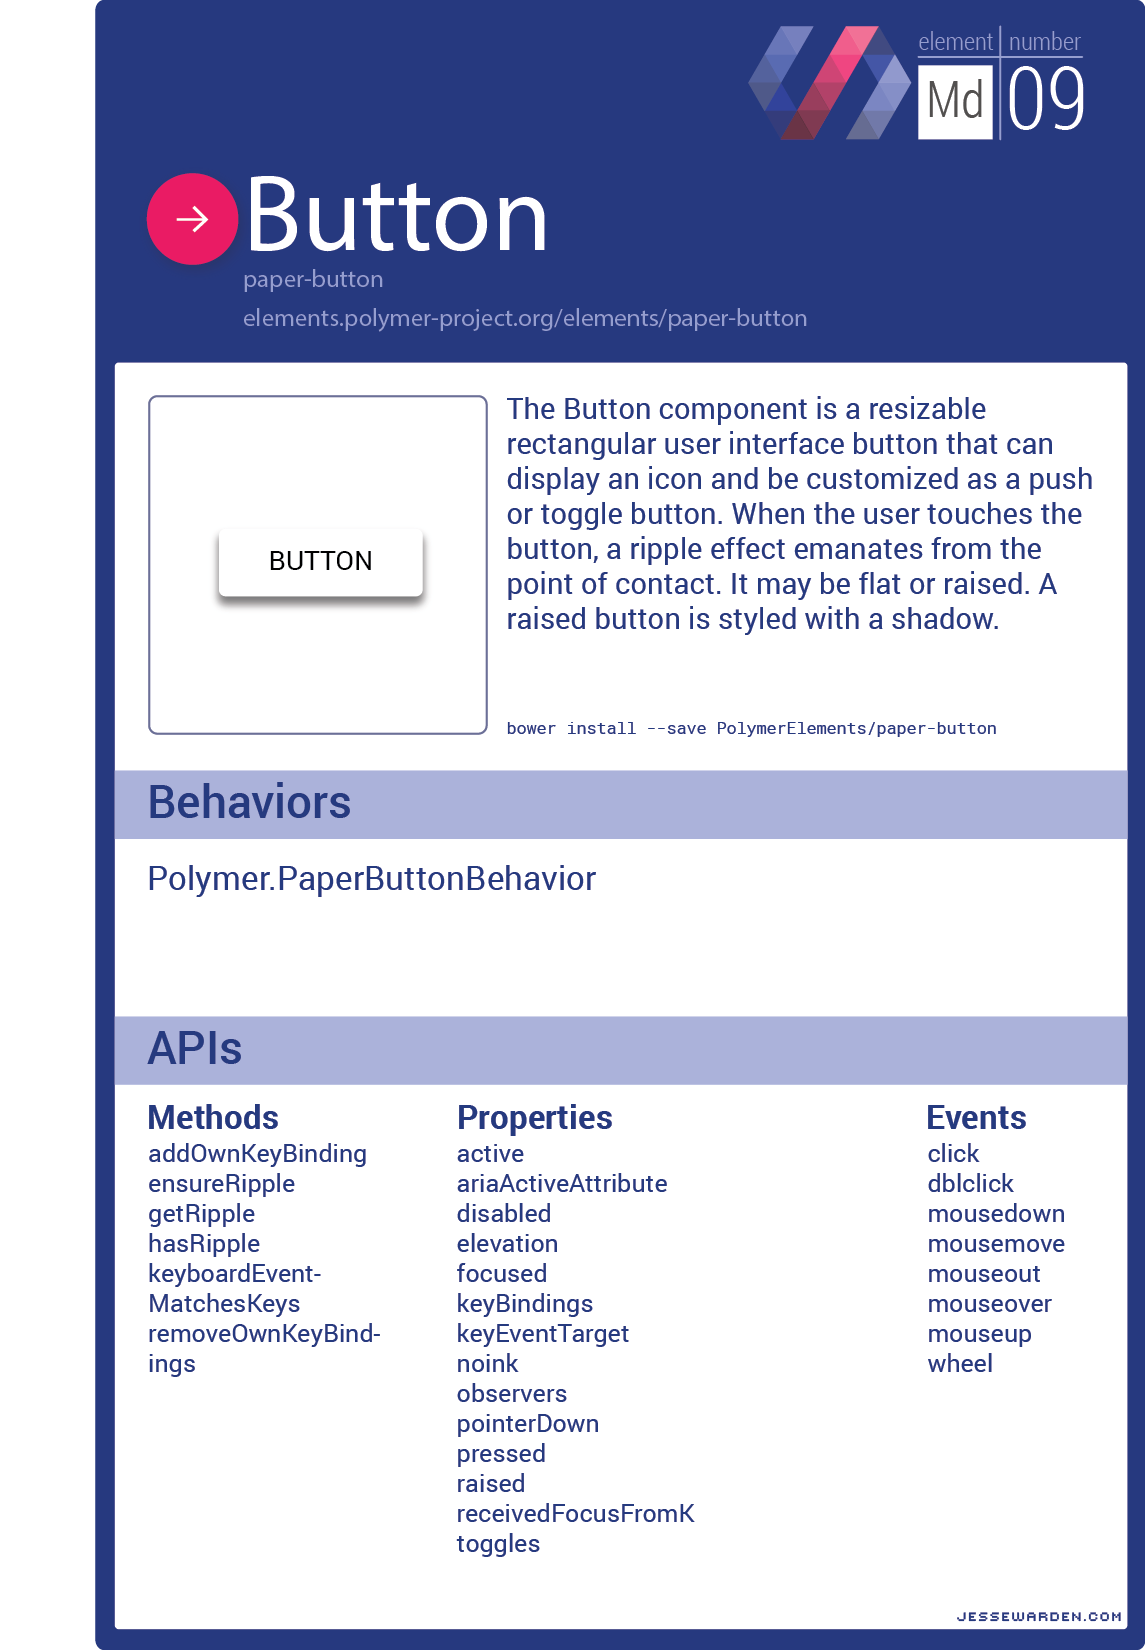 element number
Md 09
Button
paper-button
elements.polymer-project.org/elements/paper-button
BUTTON
The Button component is a resizable
rectangular user interface button that can
display an icon and be customized as a push
or toggle button. When the user touches the
button, a ripple effect emanates from the
point of contact. It may be flat or raised. A
raised button is styled with a shadow.
bower install --save PolymerElements/paper-button
Behaviors
Polymer.PaperButtonBehavior
APIs
Methods
addOwnKeyBinding
ensureRipple
getRipple
hasRipple
keyboardEvent-
MatchesKeys
removeOwnKeyBind-
ings
Properties
active
ariaActiveAttribute
disabled
elevation
focused
keyBindings
keyEventTarget
noink
observers
pointerDown
pressed
raised
receivedFocusFromK
toggles
Events
click
dblclick
mousedown
mousemove
mouseout
mouseover
mouseup
wheel
JESSEWARDEN.COM